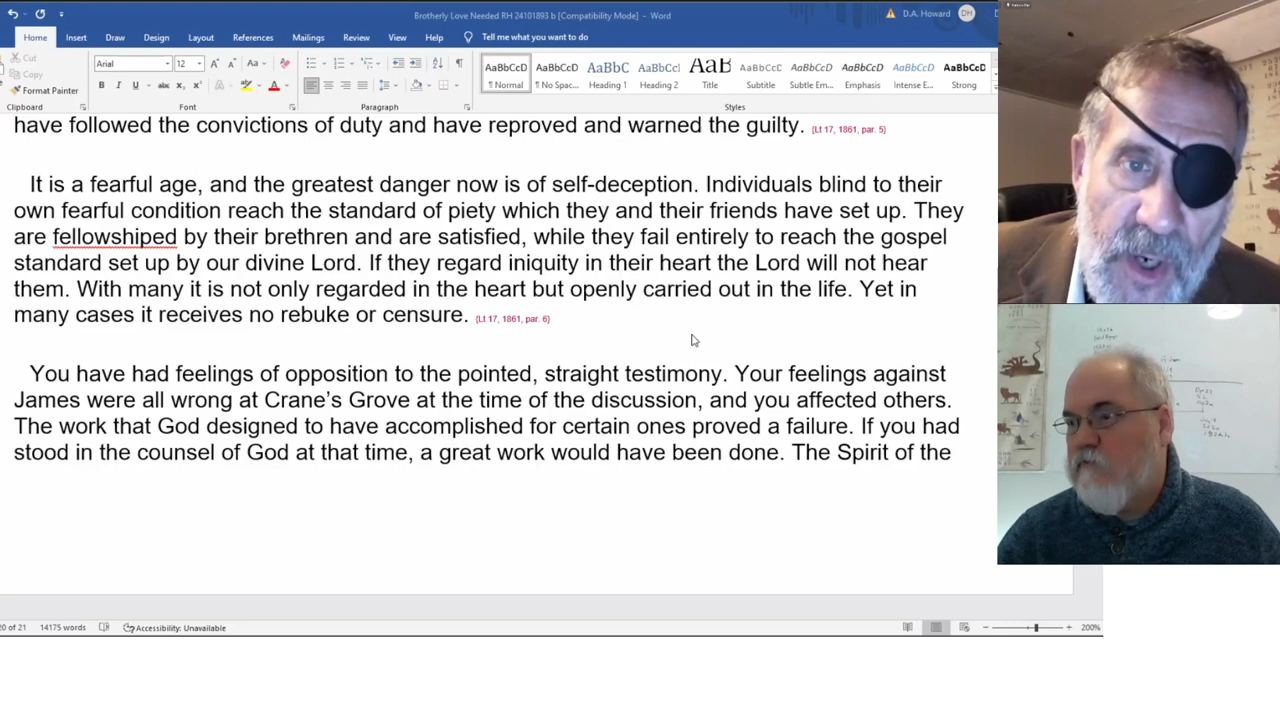 Brotherly Love Needed RH 24101893 b [Compatibility Mode] - Word
D.A. Howard
DH
Home Insert Draw Design Layout References Mailings Review View Help Tell me what you want to do
Cut
Copy
Format Painter
Clipboard
Arial 12
Font
Paragraph
AaBbCcD AaBbCcD AaBbC AaBbCcI AaB AaBbCcD AaBbCcD AaBbCcD AaBbCcD AaBbCcD
¶ Normal ¶ No Spac... Heading 1 Heading 2 Title Subtitle Subtle Em... Emphasis Intense E... Strong
Styles
have followed the convictions of duty and have reproved and warned the guilty. {Lt 17, 1861, par. 5}
It is a fearful age, and the greatest danger now is of self-deception. Individuals blind to their
own fearful condition reach the standard of piety which they and their friends have set up. They
are fellowshiped by their brethren and are satisfied, while they fail entirely to reach the gospel
standard set up by our divine Lord. If they regard iniquity in their heart the Lord will not hear
them. With many it is not only regarded in the heart but openly carried out in the life. Yet in
many cases it receives no rebuke or censure. {Lt 17, 1861, par. 6}
You have had feelings of opposition to the pointed, straight testimony. Your feelings against
James were all wrong at Crane’s Grove at the time of the discussion, and you affected others.
The work that God designed to have accomplished for certain ones proved a failure. If you had
stood in the counsel of God at that time, a great work would have been done. The Spirit of the
20 of 21 14175 words Accessibility: Unavailable 200%